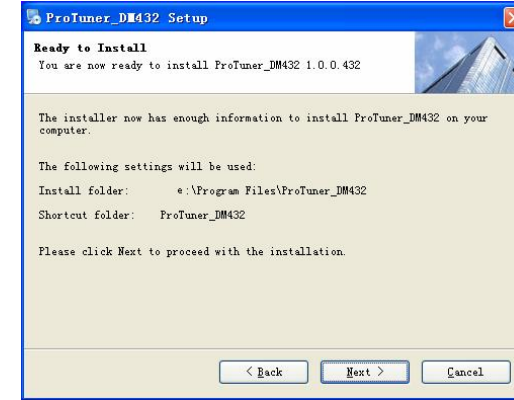 ProTuner_DM432 Setup
Ready to Install
You are now ready to install ProTuner_DM432 1.0.0.432
The installer now has enough information to install ProTuner_DM432 on your
computer.
The following settings will be used:
Install folder: e:\Program Files\ProTuner_DM432
Shortcut folder: ProTuner_DM432
Please click Next to proceed with the installation.
< Back Next > Cancel